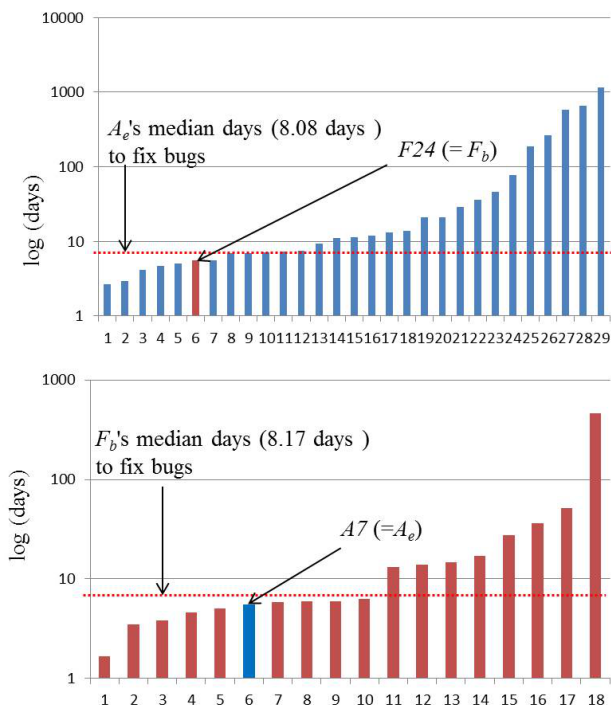 10000
1000
100
10
1
log (days)
Ae's median days (8.08 days )
to fix bugs
F24 (= Fb)
1 2 3 4 5 6 7 8 9 10 11 12 13 14 15 16 17 18 19 20 21 22 23 24 25 26 27 28 29
1000
100
10
1
log (days)
Fb's median days (8.17 days )
to fix bugs
A7 (=Ae)
1 2 3 4 5 6 7 8 9 10 11 12 13 14 15 16 17 18